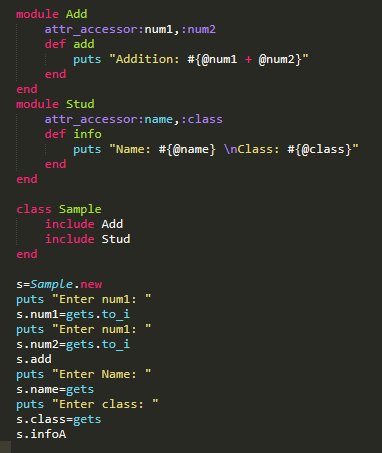 module Add
    attr_accessor:num1,:num2
    def add
        puts "Addition: #{@num1 + @num2}"
    end
end
module Stud
    attr_accessor:name,:class
    def info
        puts "Name: #{@name} \nClass: #{@class}"
    end
end

class Sample
    include Add
    include Stud
end

s=Sample.new
puts "Enter num1: "
s.num1=gets.to_i
puts "Enter num1: "
s.num2=gets.to_i
s.add
puts "Enter Name: "
s.name=gets
puts "Enter class: "
s.class=gets
s.infoA